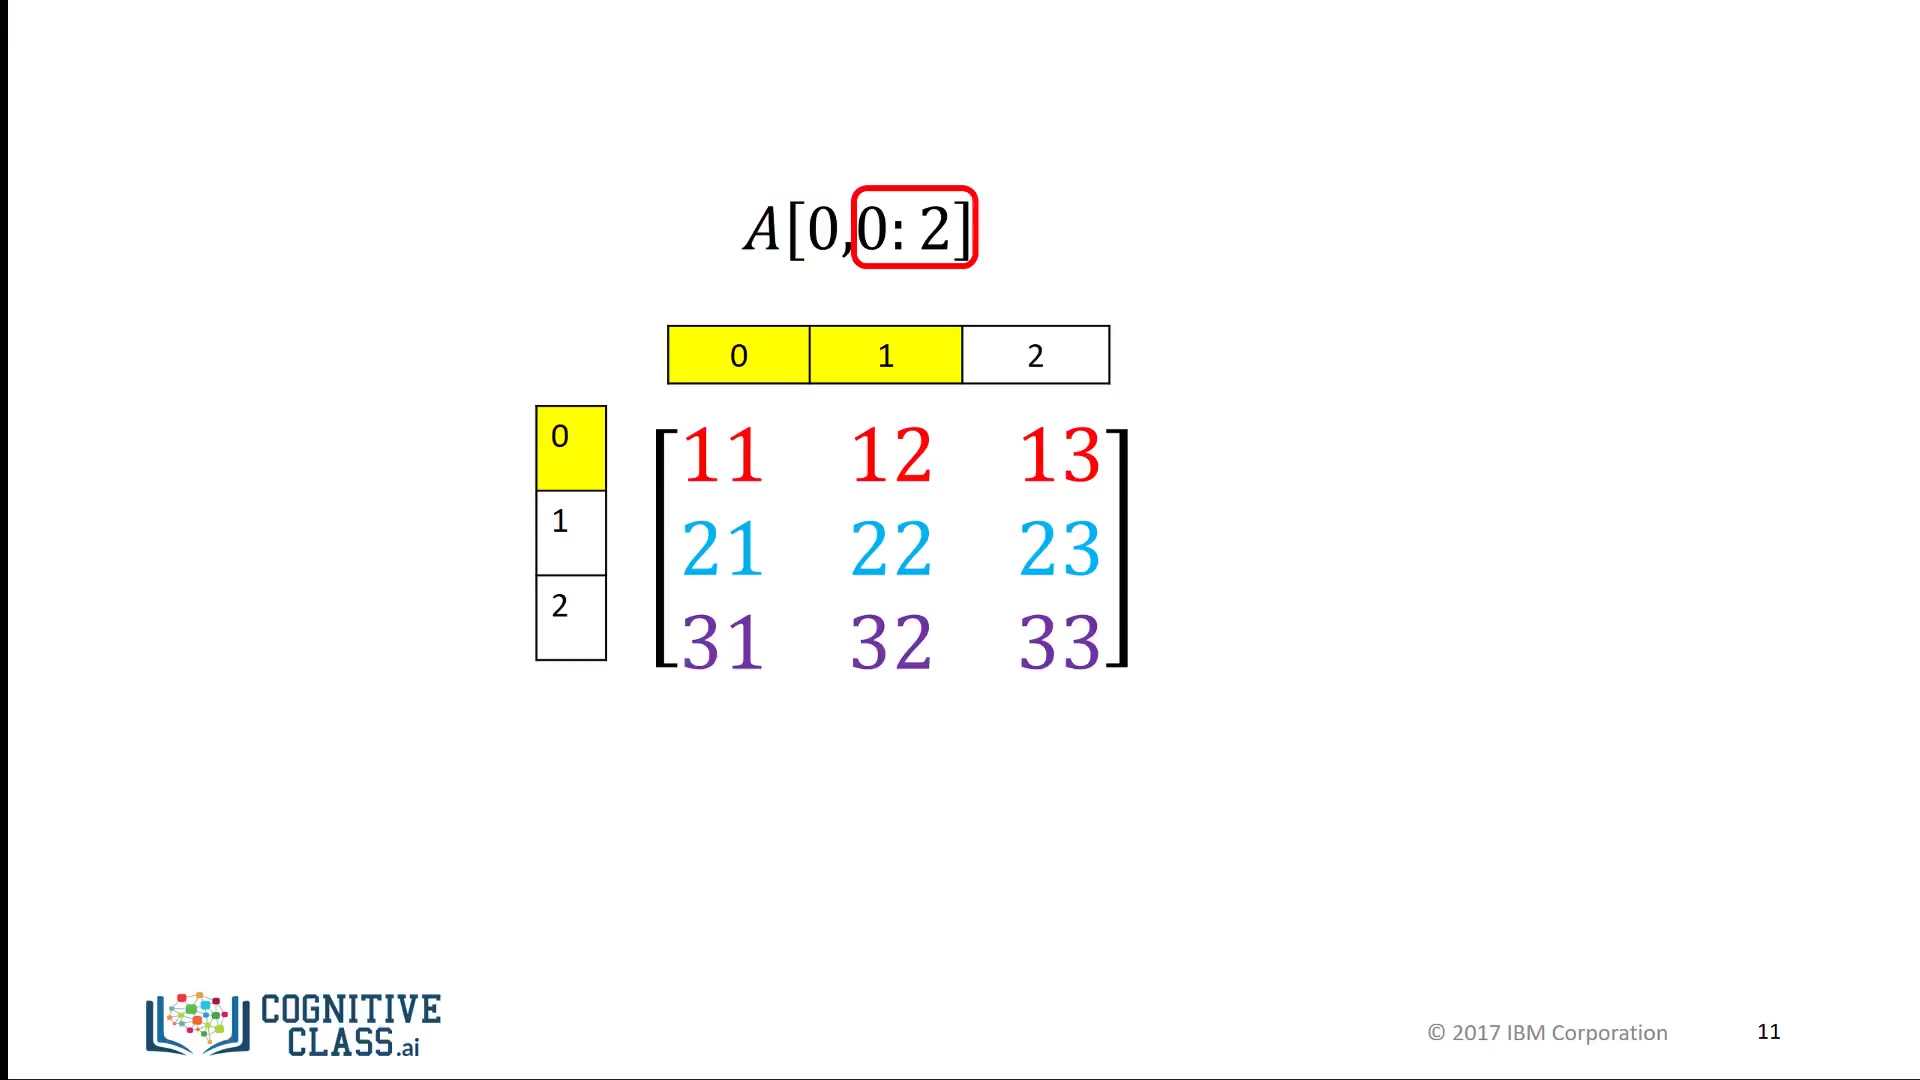 A[0,0: 2]
0 1 2
0
1
2
11 12 13
21 22 23
31 32 33
COGNITIVE
CLASS.ai
© 2017 IBM Corporation 11